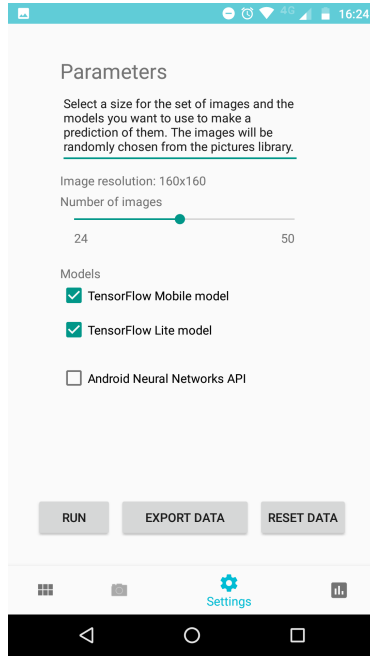 4G 16:24
Parameters
Select a size for the set of images and the
models you want to use to make a
prediction of them. The images will be
randomly chosen from the pictures library.
Image resolution: 160x160
Number of images
24 50
Models
TensorFlow Mobile model
TensorFlow Lite model
Android Neural Networks API
RUN EXPORT DATA RESET DATA
Settings